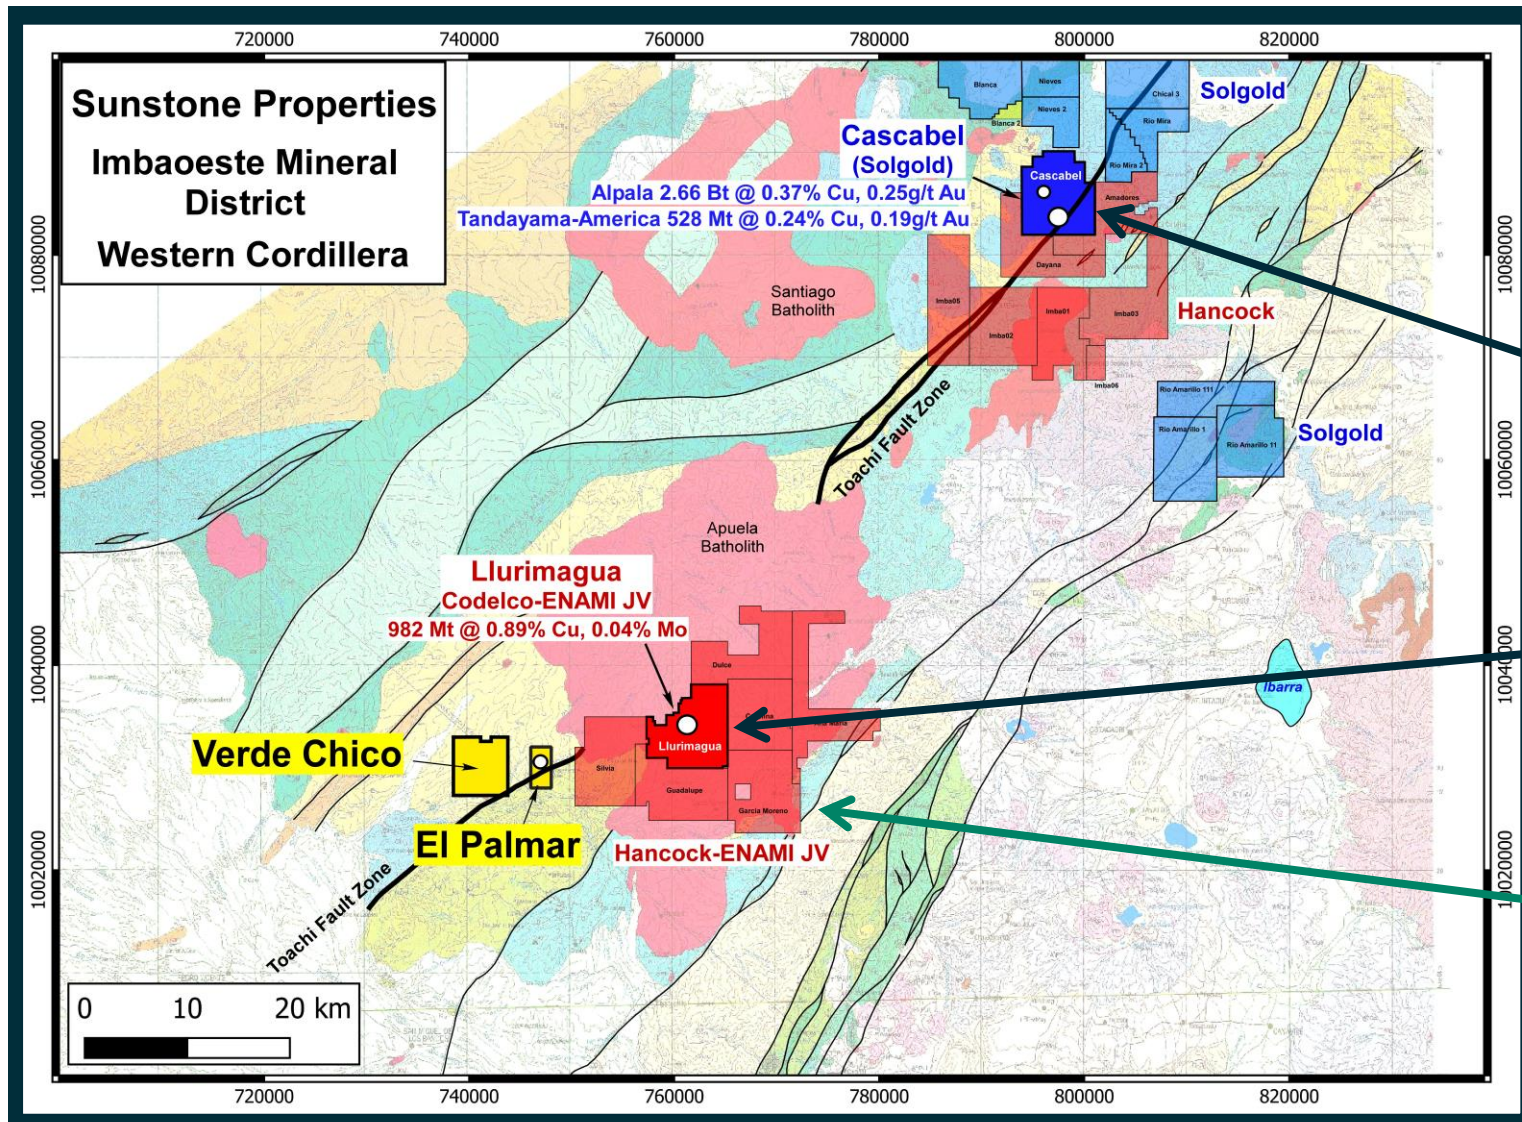 720000 740000 760000 780000 800000 820000
Sunstone Properties
Imbaoeste Mineral
District
Western Cordillera
Blanca
Nieves
Chical 3
Solgold
Blanca 2
Nieves 2
Rio Mira
Cascabel
(Solgold)
Rio Mira 2
Cascabel
Alpala 2.66 Bt @ 0.37% Cu, 0.25g/t Au
Amadores
Tandayama-America 528 Mt @ 0.24% Cu, 0.19g/t Au
10080000
10080000
Dayana
Santiago
Batholith
Imba05
Imba01
Imba03
Hancock
Imba02
Imba06
Rio Amarillo 111
Toachi Fault Zone
Rio Amarillo 1
Rio Amarillo 11
Solgold
10060000
10060000
Apuela
Batholith
Llurimagua
Codelco-ENAMI JV
982 Mt @ 0.89% Cu, 0.04% Mo
10040000
10040000
Dulce
Ibarra
Llurimagua
Verde Chico
Silvia
Guadalupe
Garcia Moreno
El Palmar
Hancock-ENAMI JV
10020000
10020000
Toachi Fault Zone
0 10 20 km
720000 740000 760000 780000 800000 820000